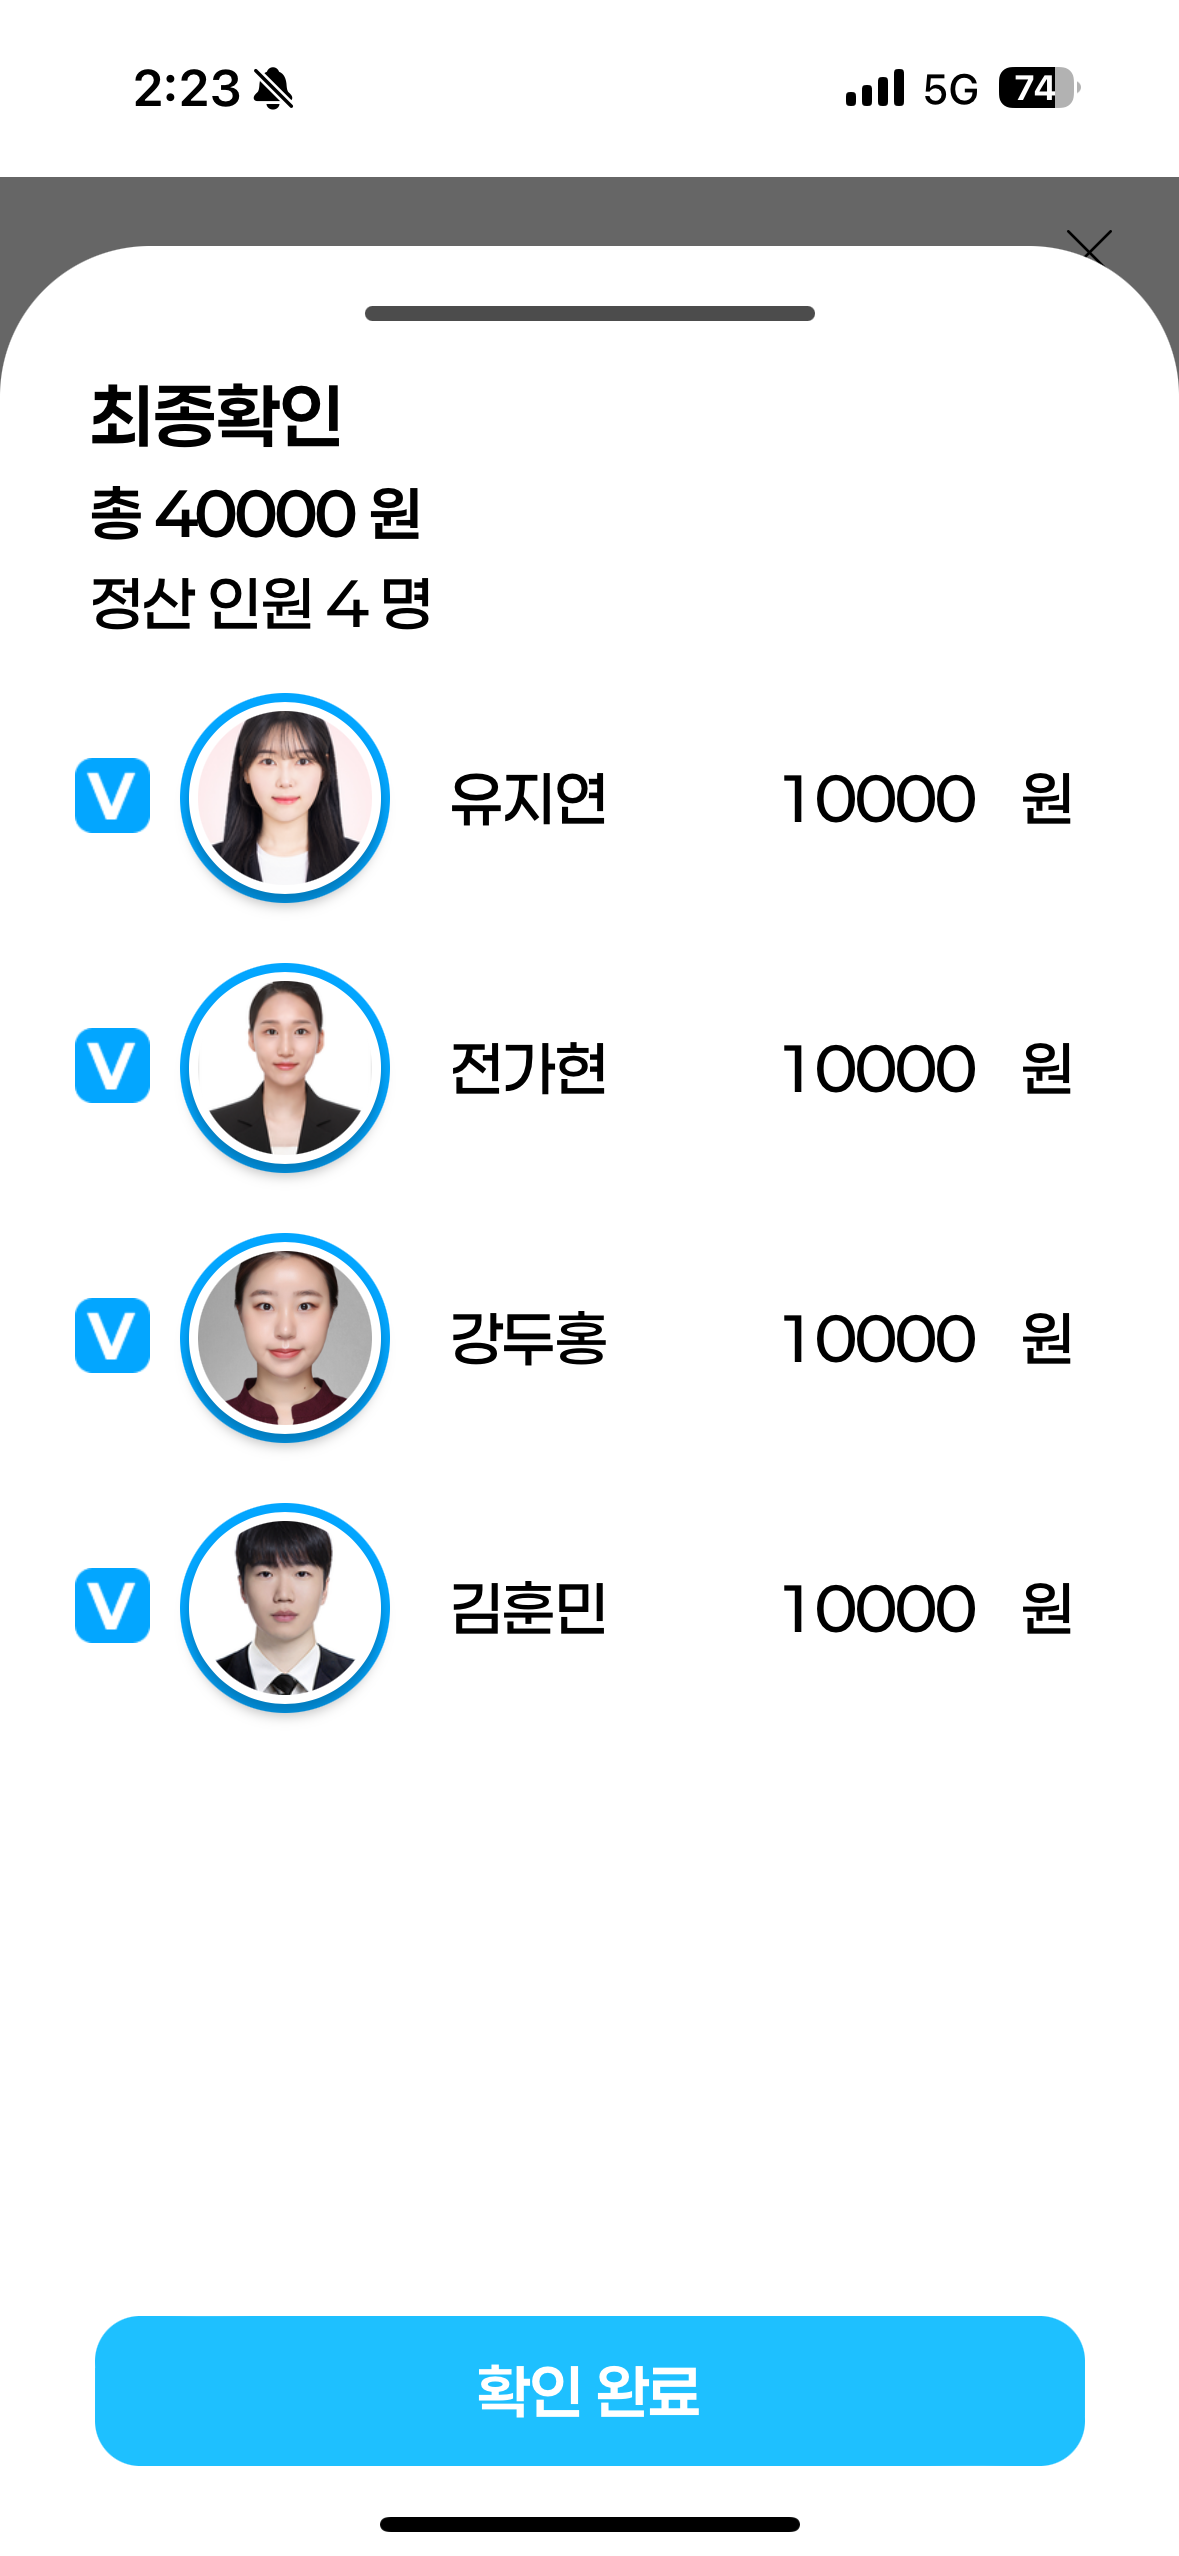 2:23 5G 74
최종확인
총 40000 원
정산 인원 4 명
V 유지연 10000 원
V 전가현 10000 원
V 강두홍 10000 원
V 김훈민 10000 원
확인 완료